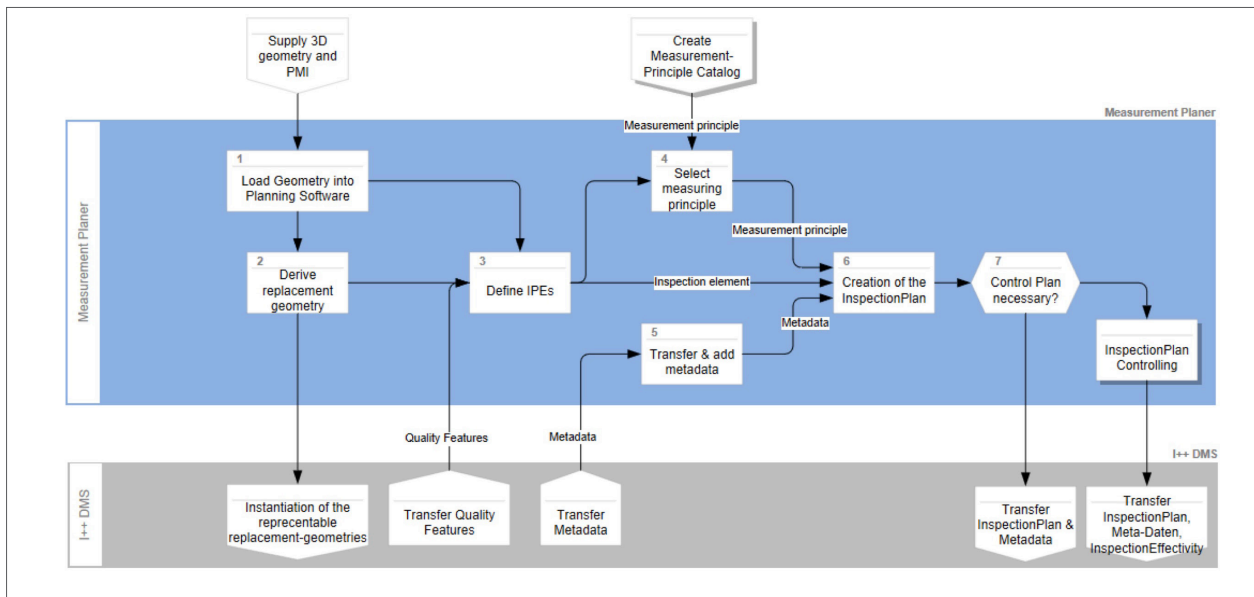 Supply 3D
geometry and
PMI
Create
Measurement-
Principle Catalog
Measurement Planer
Measurement Planer
Measurement principle
1
Load Geometry into
Planning Software
4
Select
measuring
principle
Measurement principle
2
Derive
replacement
geometry
3
Define IPEs
Inspection element
6
Creation of the
InspectionPlan
7
Control Plan
necessary?
Metadata
5
Transfer & add
metadata
InspectionPlan
Controlling
Quality Features
Metadata
I++ DMS
I++ DMS
Instantiation of the
reprecentable
replacement-geometries
Transfer Quality
Features
Transfer
Metadata
Transfer
InspectionPlan &
Metadata
Transfer
InspectionPlan,
Meta-Daten,
InspectionEffectivity